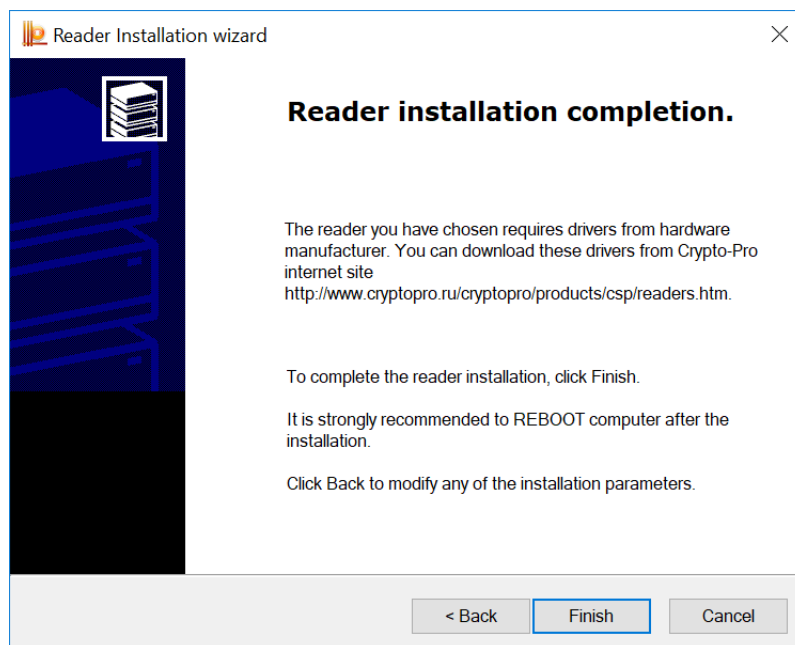 Reader Installation wizard
Reader installation completion.
The reader you have chosen requires drivers from hardware
manufacturer. You can download these drivers from Crypto-Pro
internet site
http://www.cryptopro.ru/cryptopro/products/csp/readers.htm.
To complete the reader installation, click Finish.
It is strongly recommended to REBOOT computer after the
installation.
Click Back to modify any of the installation parameters.
< Back Finish Cancel